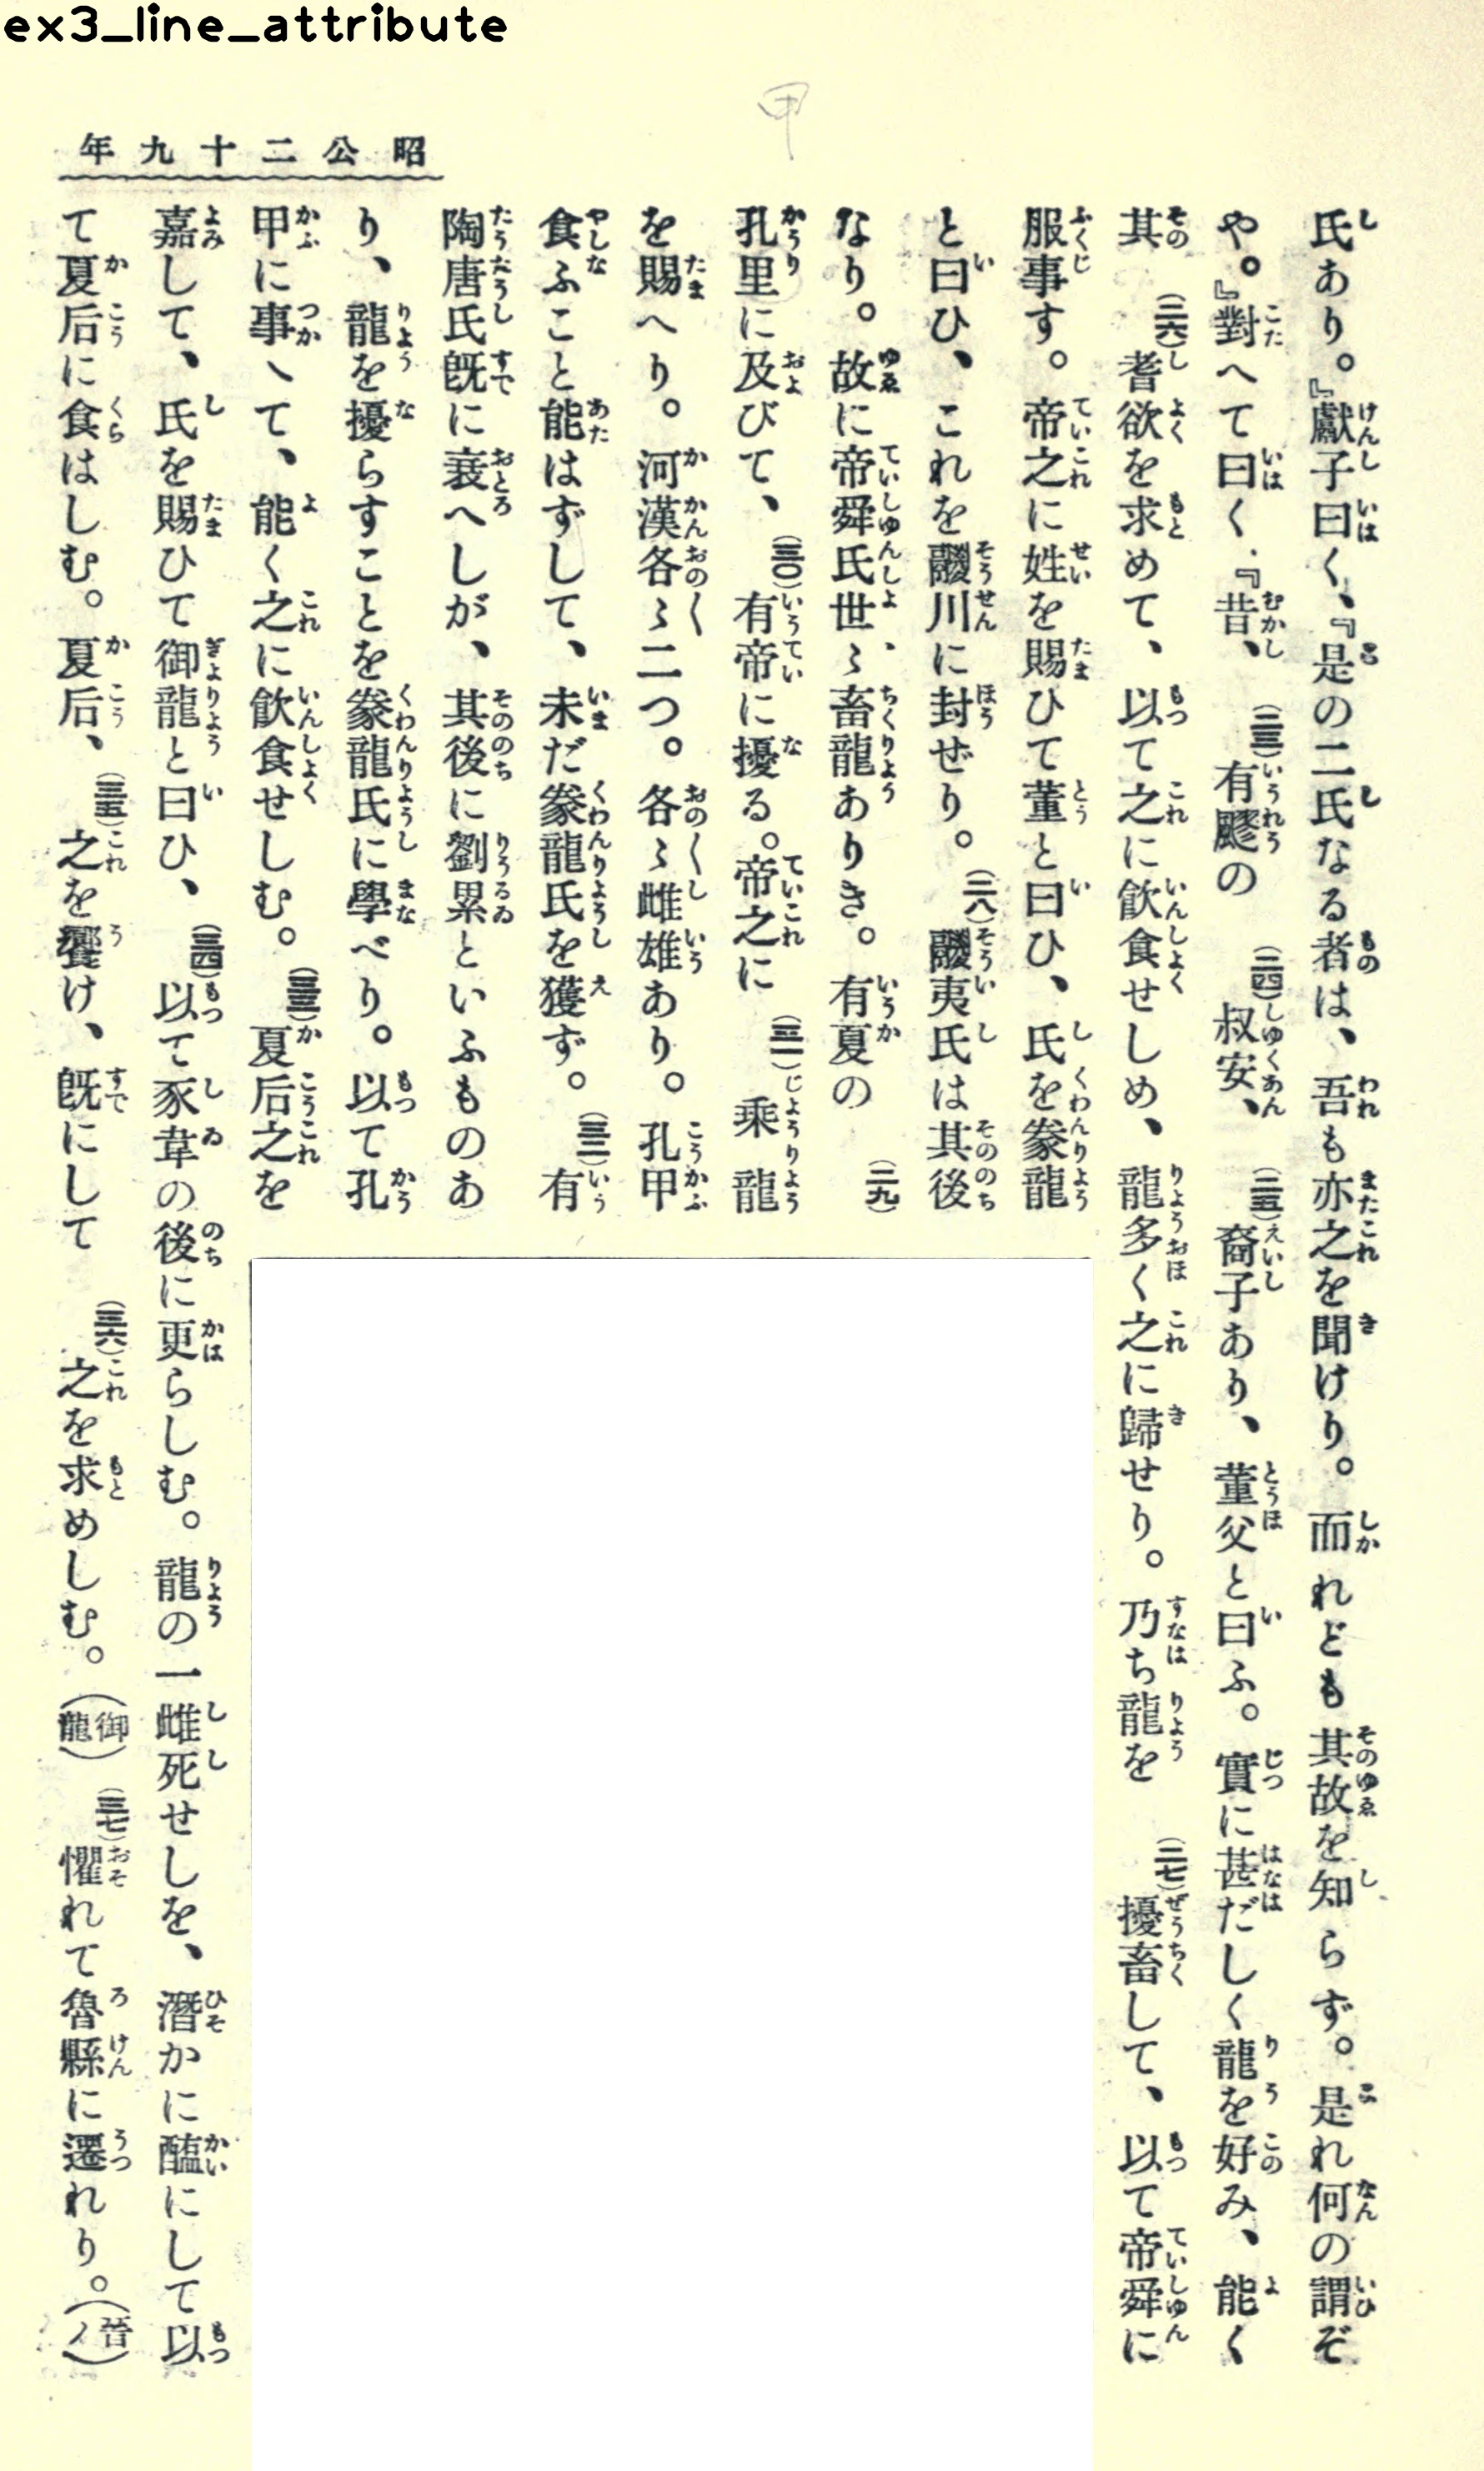 ex3_line_attribute
甲
昭公二十九年
氏あり。』獻子曰く、『是の二氏なる者は、吾も亦之を聞けり。而れども其故を知らず。是れ何の謂ぞ
や。』對へて曰く、『昔、(二三)有飂の(二四)叔安、(二五)裔子あり、董父と曰ふ。實に甚だしく龍を好み、能く
其(二六)耆欲を求めて、以て之に飲食せしめ、龍多く之に歸せり。乃ち龍を(二七)擾畜して、以て帝舜に
服事す。帝之に姓を賜ひて董と曰ひ、氏を豢龍
と曰ひ、これを鬷川に封ぜり。(二八)鬷夷氏は其後
なり。故に帝舜氏世〻畜龍ありき。有夏の(二九)
孔里に及びて、(三〇)有帝に擾る。帝之に(三一)乘龍
を賜へり。河漢各〻二つ。各〻雌雄あり。孔甲
食ふこと能はずして、未だ豢龍氏を獲ず。(三二)有
陶唐氏旣に衰へしが、其後に劉累といふものあ
り、龍を擾らすことを豢龍氏に學べり。以て孔
甲に事へて、能く之に飮食せしむ。(三三)夏后之を
嘉して、氏を賜ひて御龍と曰ひ、(三四)以て豕韋の後に更らしむ。龍の一雌死せしを、潛かに醢にして以
て夏后に食はしむ。夏后、(三五)之を饗け、旣にして(三六)之を求めしむ。(御龍)(三七)懼れて魯縣に遷れり。(晉ノ)